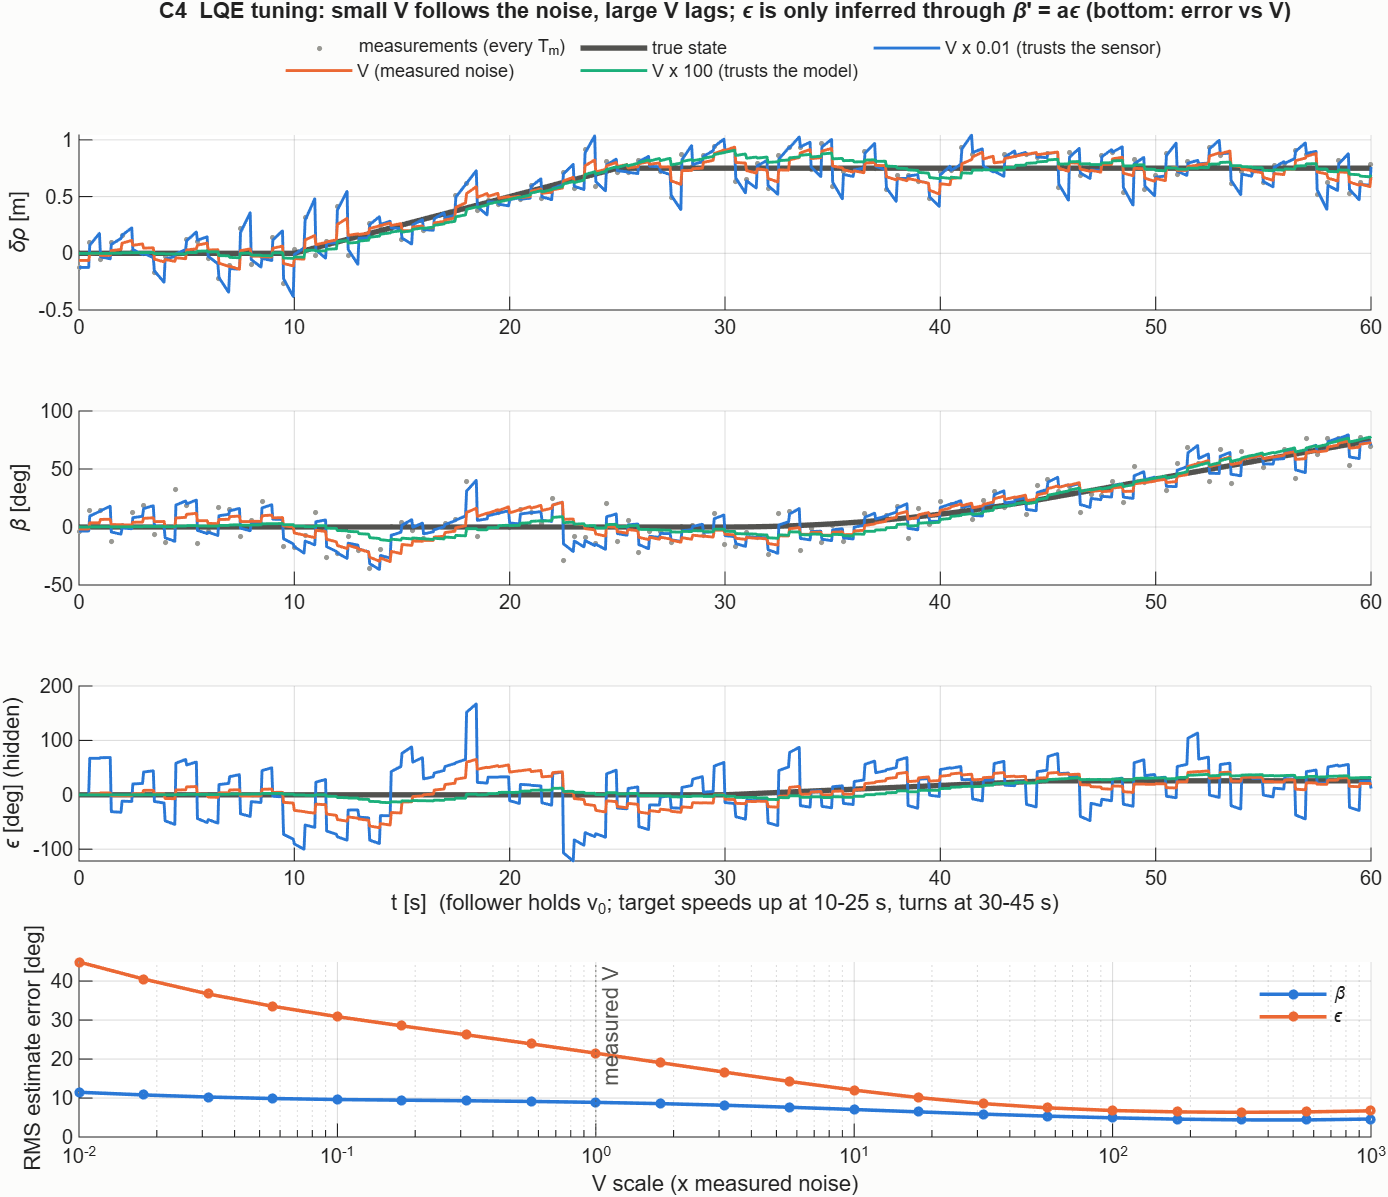 C4 LQE tuning: small V follows the noise, large V lags; ϵ is only inferred through β' = aϵ (bottom: error vs V)
measurements (every Tm) true state V x 0.01 (trusts the sensor)
V (measured noise) V x 100 (trusts the model)
δρ [m]
1
0.5
0
-0.5
0 10 20 30 40 50 60
β [deg]
100
50
0
-50
0 10 20 30 40 50 60
ϵ [deg] (hidden)
200
100
0
-100
0 10 20 30 40 50 60
t [s] (follower holds v0; target speeds up at 10-25 s, turns at 30-45 s)
RMS estimate error [deg]
40
30
20
10
0
measured V
β
ϵ
10-2 10-1 100 101 102 103
V scale (x measured noise)